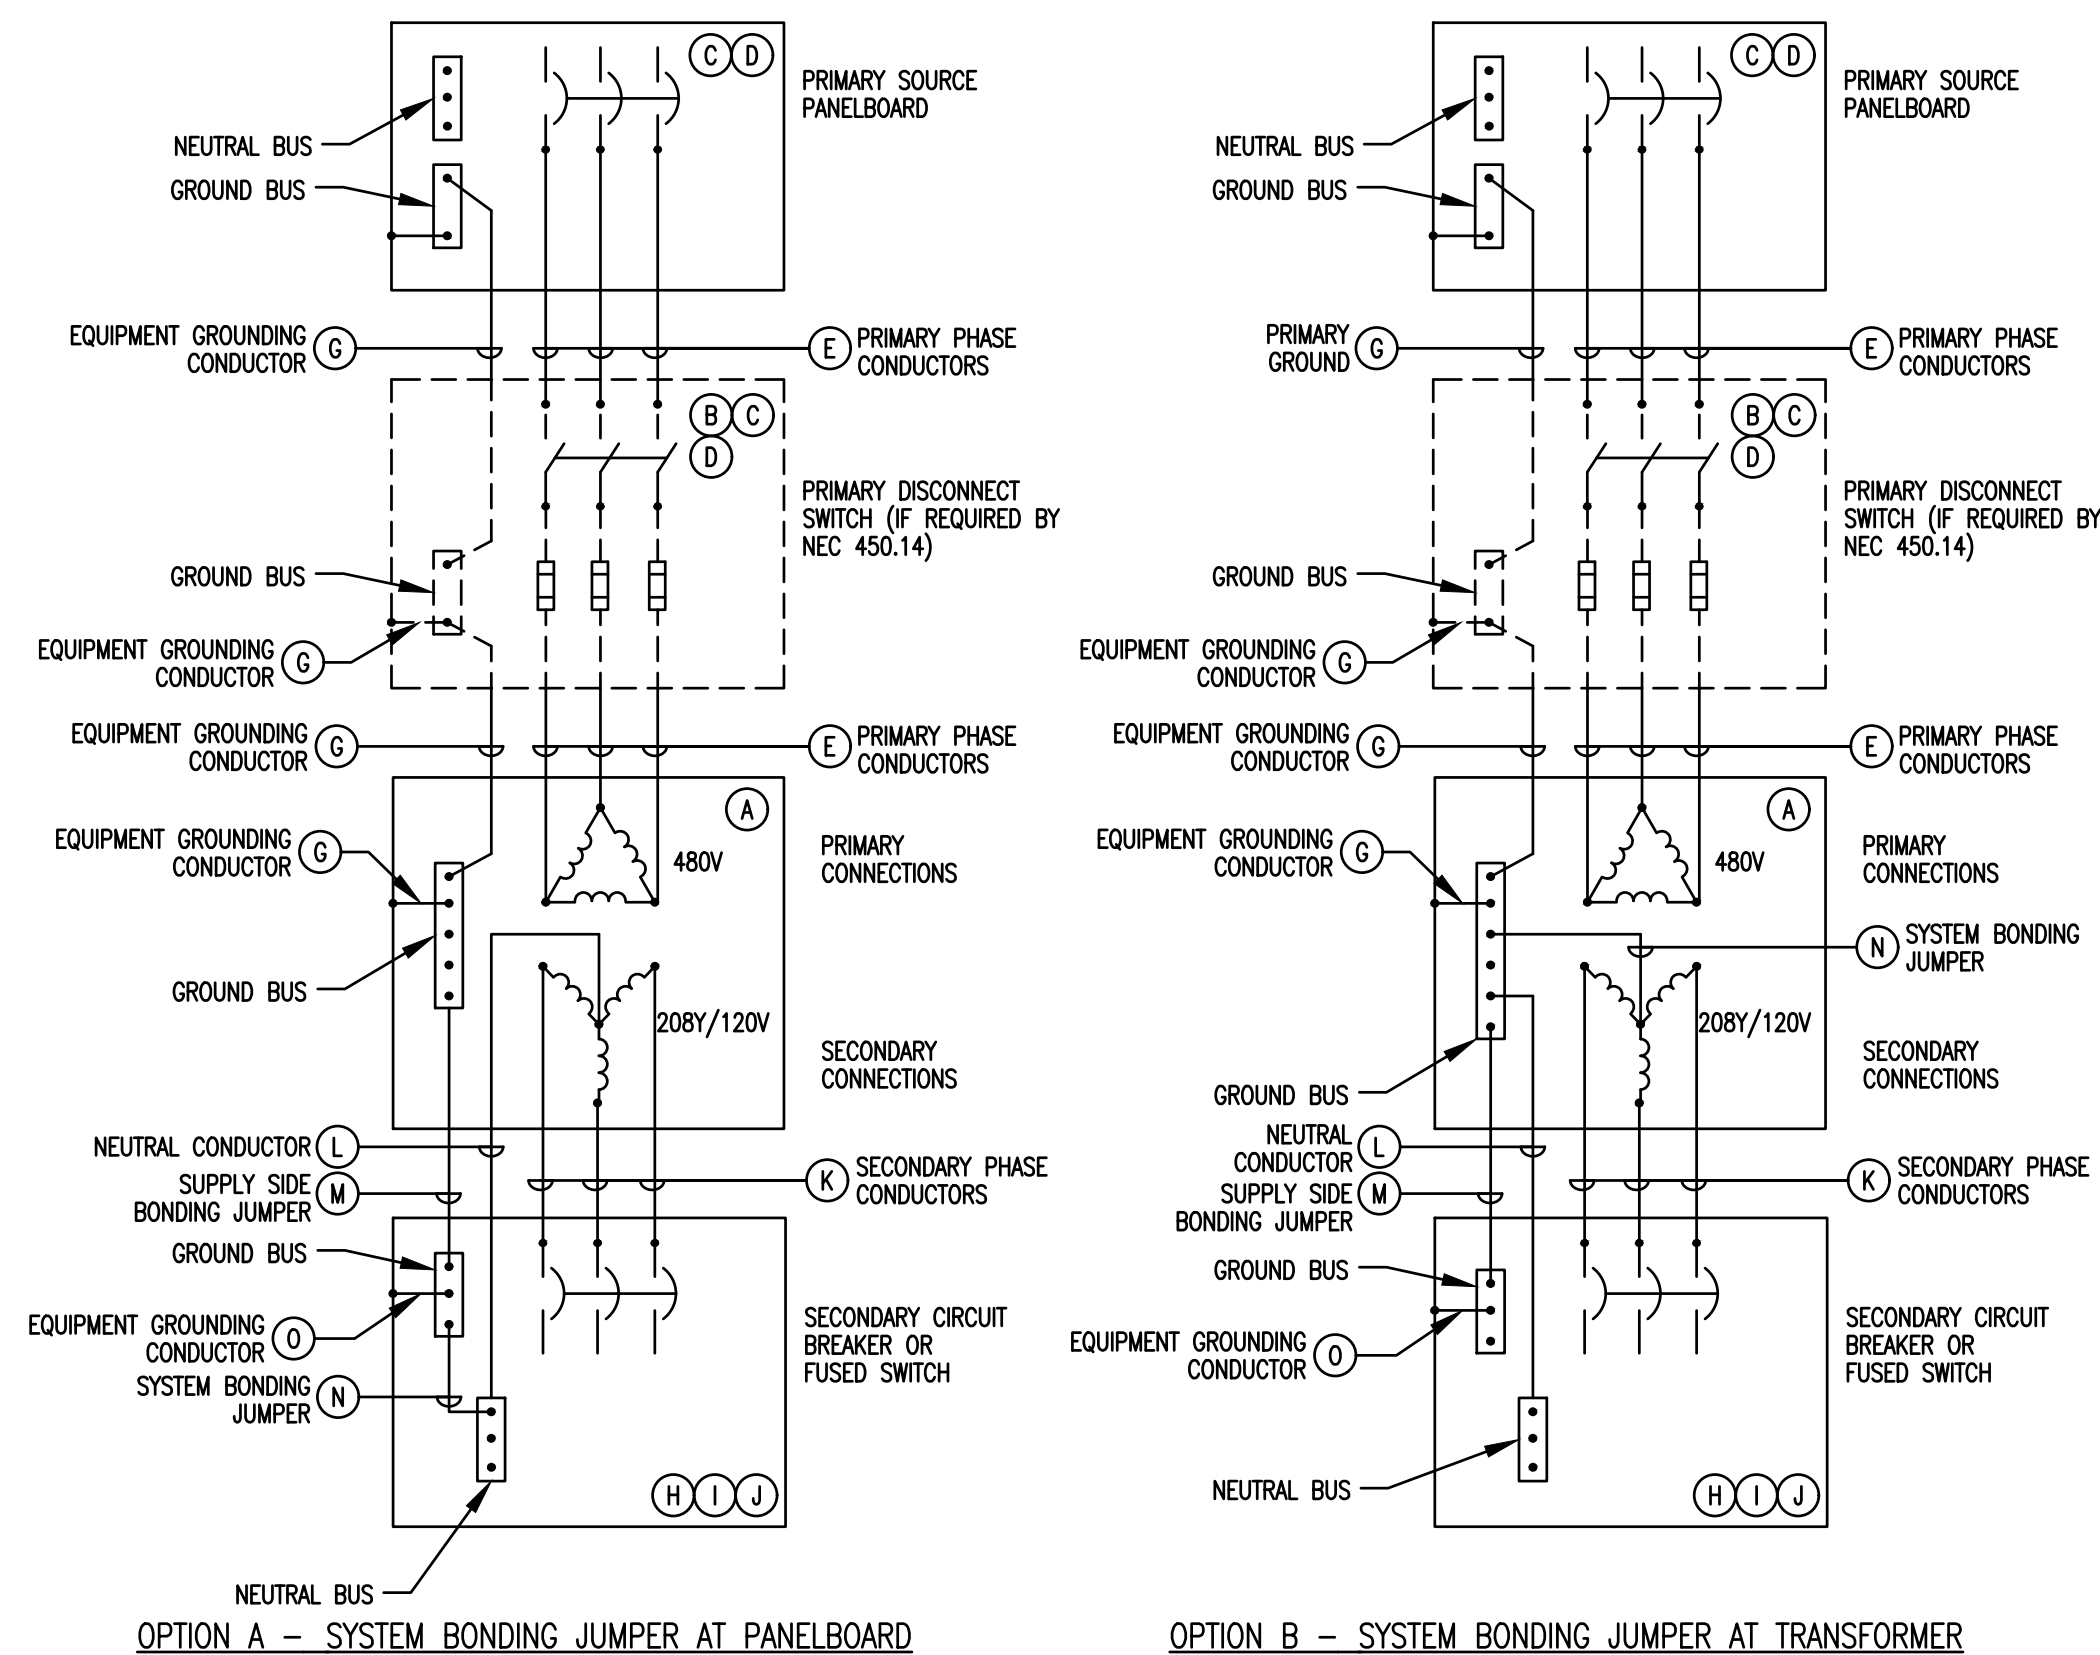 C D
PRIMARY SOURCE
PANELBOARD
NEUTRAL BUS
GROUND BUS
EQUIPMENT GROUNDING
CONDUCTOR
G
E
PRIMARY PHASE
CONDUCTORS
B C
D
PRIMARY DISCONNECT
SWITCH (IF REQUIRED BY
NEC 450.14)
GROUND BUS
EQUIPMENT GROUNDING
CONDUCTOR
G
EQUIPMENT GROUNDING
CONDUCTOR
G
E
PRIMARY PHASE
CONDUCTORS
A
EQUIPMENT GROUNDING
CONDUCTOR
G
480V
PRIMARY
CONNECTIONS
GROUND BUS
208Y/120V
SECONDARY
CONNECTIONS
NEUTRAL CONDUCTOR
L
SUPPLY SIDE
BONDING JUMPER
M
K
SECONDARY PHASE
CONDUCTORS
GROUND BUS
EQUIPMENT GROUNDING
CONDUCTOR
O
SECONDARY CIRCUIT
BREAKER OR
FUSED SWITCH
SYSTEM BONDING
JUMPER
N
H I J
NEUTRAL BUS
OPTION A - SYSTEM BONDING JUMPER AT PANELBOARD
C D
PRIMARY SOURCE
PANELBOARD
NEUTRAL BUS
GROUND BUS
PRIMARY
GROUND
G
E
PRIMARY PHASE
CONDUCTORS
B C
D
PRIMARY DISCONNECT
SWITCH (IF REQUIRED BY
NEC 450.14)
GROUND BUS
EQUIPMENT GROUNDING
CONDUCTOR
G
EQUIPMENT GROUNDING
CONDUCTOR
G
E
PRIMARY PHASE
CONDUCTORS
A
EQUIPMENT GROUNDING
CONDUCTOR
G
480V
PRIMARY
CONNECTIONS
N
SYSTEM BONDING
JUMPER
208Y/120V
SECONDARY
CONNECTIONS
GROUND BUS
NEUTRAL
CONDUCTOR
L
SUPPLY SIDE
BONDING JUMPER
M
K
SECONDARY PHASE
CONDUCTORS
GROUND BUS
EQUIPMENT GROUNDING
CONDUCTOR
O
SECONDARY CIRCUIT
BREAKER OR
FUSED SWITCH
NEUTRAL BUS
H I J
OPTION B - SYSTEM BONDING JUMPER AT TRANSFORMER